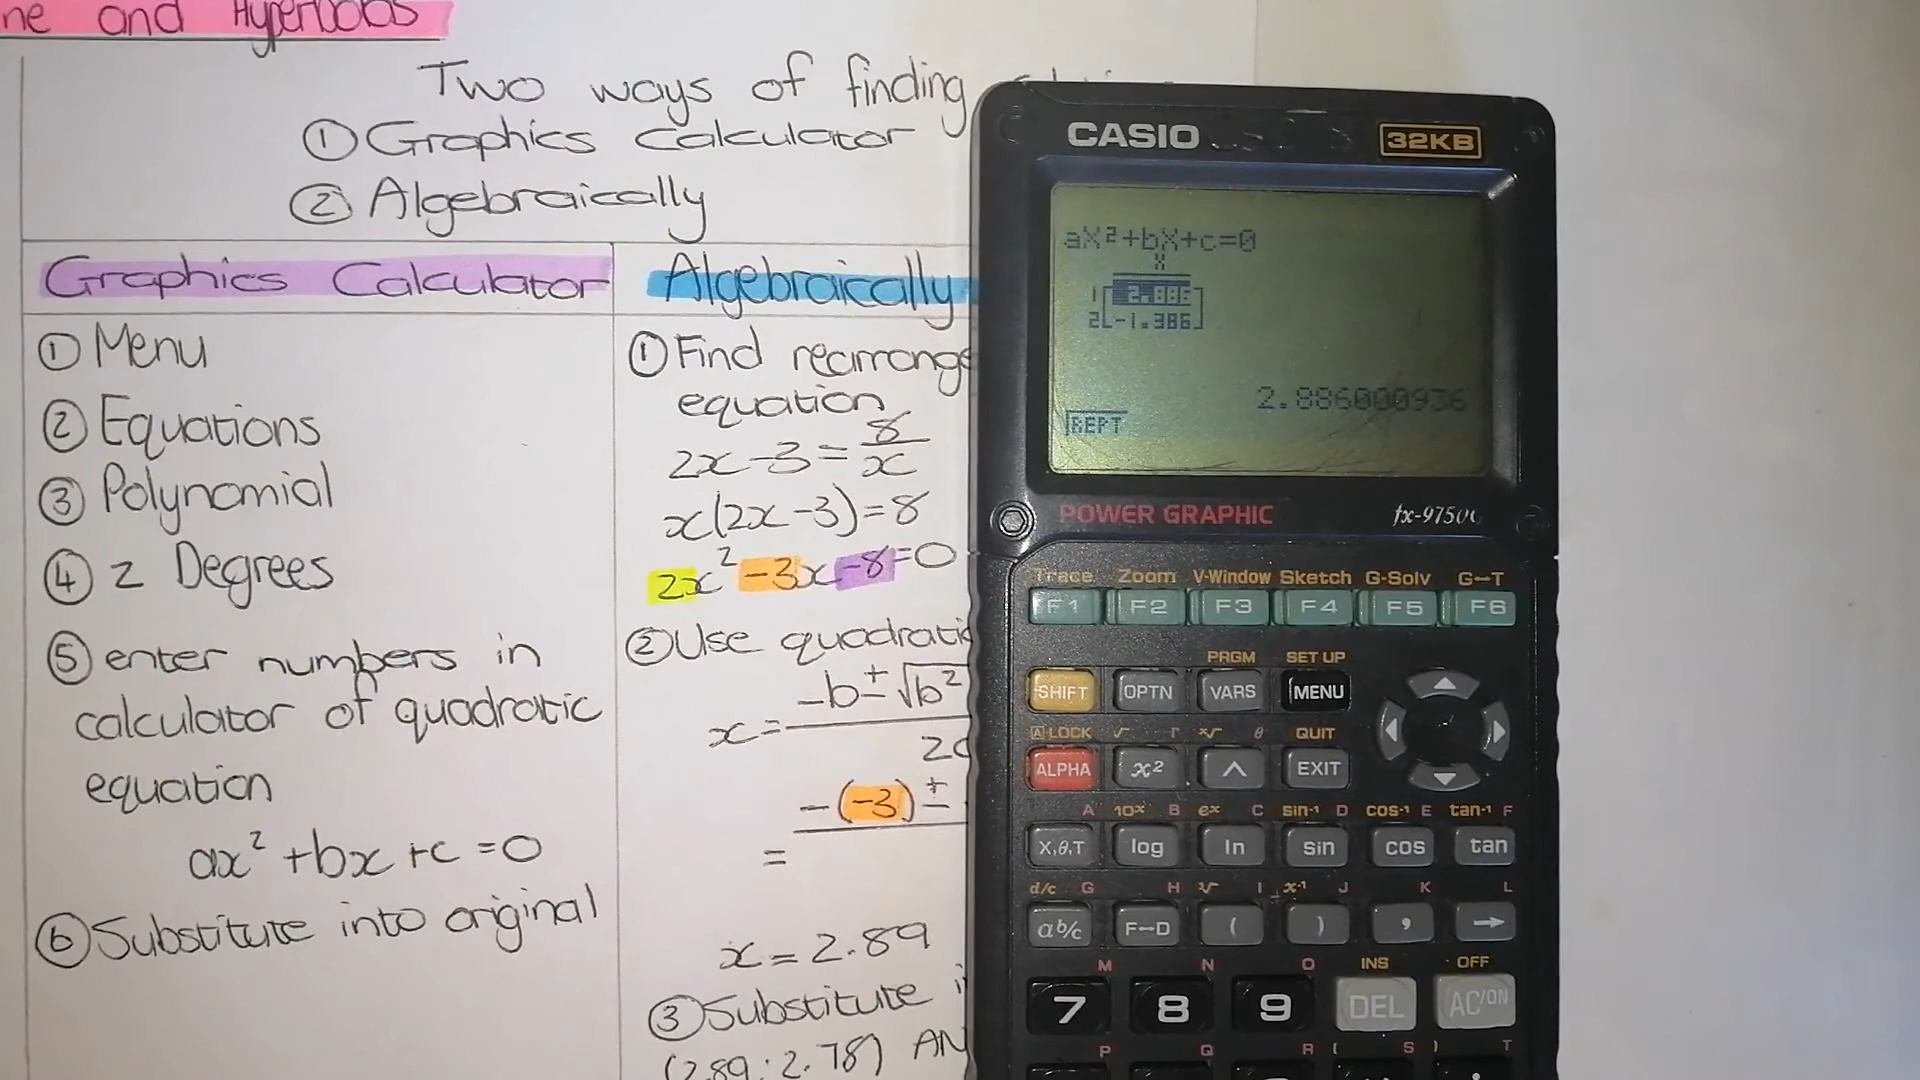 ne and Hyperbolas
Two ways of finding
① Graphics Calculator
② Algebraically
Graphics Calculator
① Menu
② Equations
③ Polynomial
④ 2 Degrees
⑤ enter numbers in
calculator of quadratic
equation
ax² + bx + c = 0
⑥ Substitute into original
Algebraically
① Find rearrange
equation
2x - 3 = 8/x
x(2x - 3) = 8
2x² - 3x - 8 = 0
② Use quadratic
x = -b ± √b² / 2a
= -(-3) ±
x = 2.89
③ Substitute i
(2.89; 2.78) AN
CASIO
32KB
aX²+bX+c=0
X
1[ 2.886 ]
2[-1.386]
2.886000936
REPT
POWER GRAPHIC
fx-9750G
Trace Zoom V-Window Sketch G-Solv G↔T
F1 F2 F3 F4 F5 F6
PRGM SET UP
SHIFT OPTN VARS MENU
A-LOCK √ r ˣ√ θ QUIT
ALPHA x² ^ EXIT
A 10ˣ B eˣ C sin⁻¹ D cos⁻¹ E tan⁻¹ F
X,θ,T log ln sin cos tan
d/c G H ³√ I x⁻¹ J K L
a b/c F↔D ( ) , →
M N O INS OFF
7 8 9 DEL AC/ON
P Q R { S } T